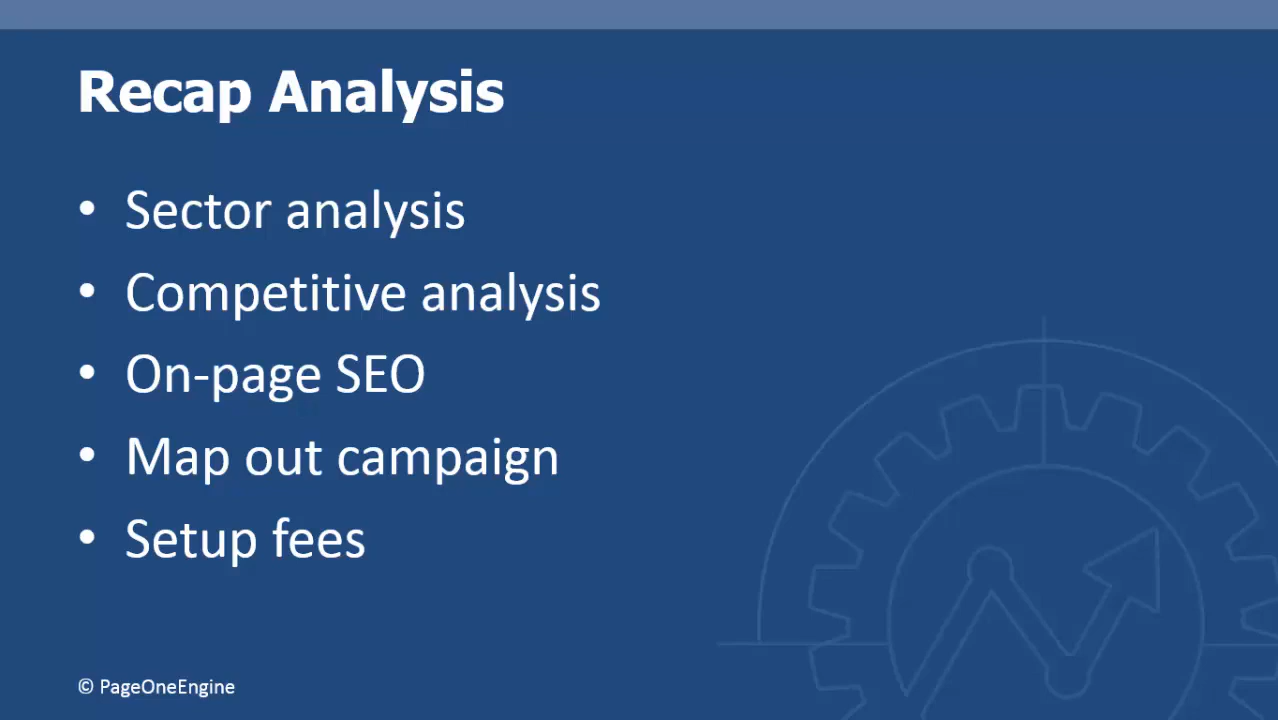 Recap Analysis
• Sector analysis
• Competitive analysis
• On-page SEO
• Map out campaign
• Setup fees
© PageOneEngine